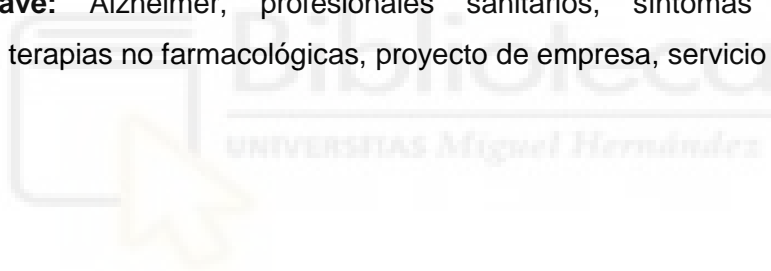 ave: Alzheimer, profesionales sanitarios, síntomas
terapias no farmacológicas, proyecto de empresa, servicio
Biblioteca
UNIVERSITAS Miguel Hernández